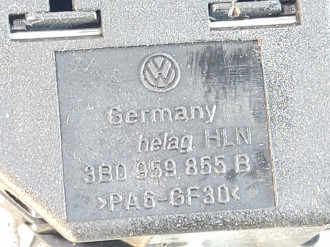 Germany
helag HLN
3B0 959 855 B
>PA6-GF30<